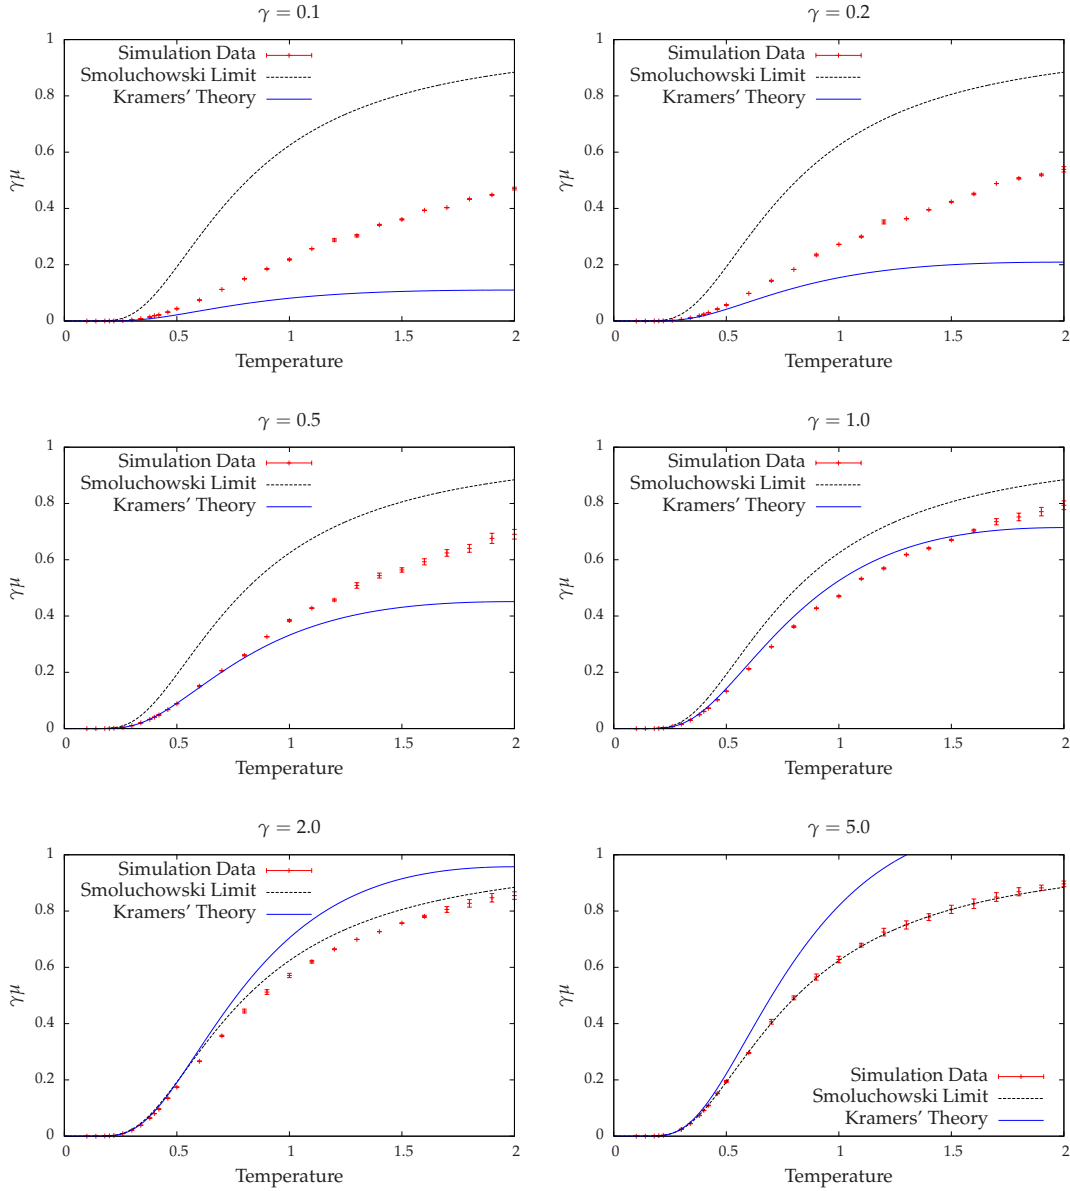 γ = 0.1
1
0.8
0.6
0.4
0.2
0
γμ
Simulation Data
Smoluchowski Limit
Kramers' Theory
0 0.5 1 1.5 2
Temperature
γ = 0.2
1
0.8
0.6
0.4
0.2
0
γμ
Simulation Data
Smoluchowski Limit
Kramers' Theory
0 0.5 1 1.5 2
Temperature
γ = 0.5
1
0.8
0.6
0.4
0.2
0
γμ
Simulation Data
Smoluchowski Limit
Kramers' Theory
0 0.5 1 1.5 2
Temperature
γ = 1.0
1
0.8
0.6
0.4
0.2
0
γμ
Simulation Data
Smoluchowski Limit
Kramers' Theory
0 0.5 1 1.5 2
Temperature
γ = 2.0
1
0.8
0.6
0.4
0.2
0
γμ
Simulation Data
Smoluchowski Limit
Kramers' Theory
0 0.5 1 1.5 2
Temperature
γ = 5.0
1
0.8
0.6
0.4
0.2
0
γμ
Simulation Data
Smoluchowski Limit
Kramers' Theory
0 0.5 1 1.5 2
Temperature